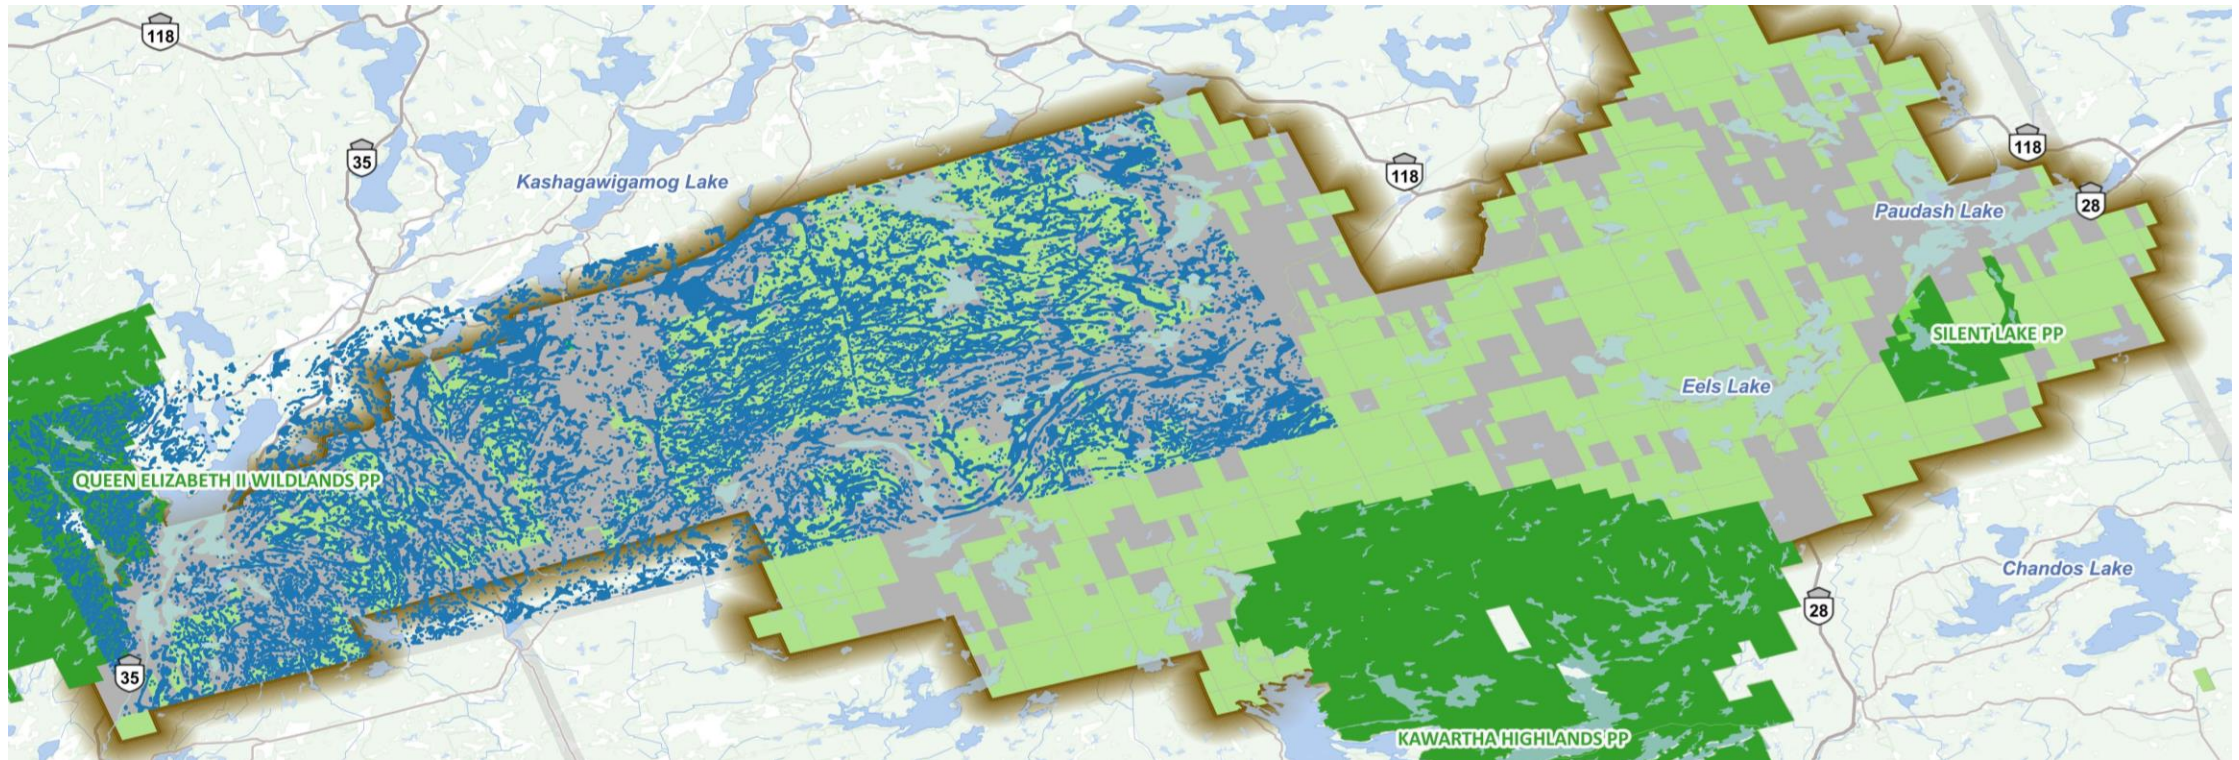 118
35
Kashagawigamog Lake
118
118
28
Paudash Lake
SILENT LAKE PP
Eels Lake
QUEEN ELIZABETH II WILDLANDS PP
Chandos Lake
28
35
KAWARTHA HIGHLANDS PP